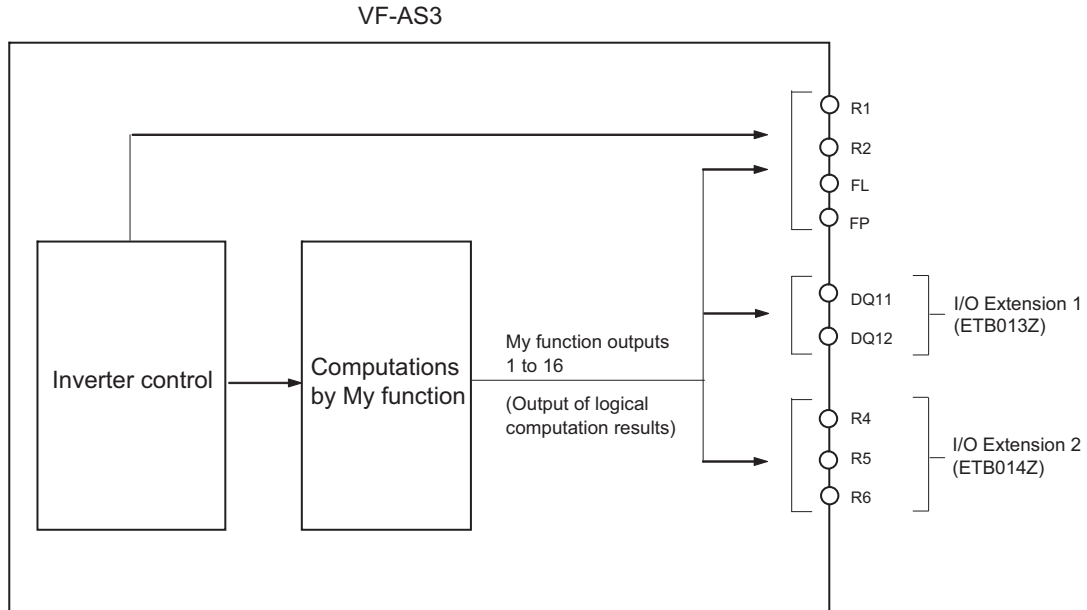 VF-AS3
R1
R2
FL
FP
DQ11
DQ12
I/O Extension 1
(ETB013Z)
Inverter control
Computations
by My function
My function outputs
1 to 16
(Output of logical
computation results)
R4
R5
R6
I/O Extension 2
(ETB014Z)